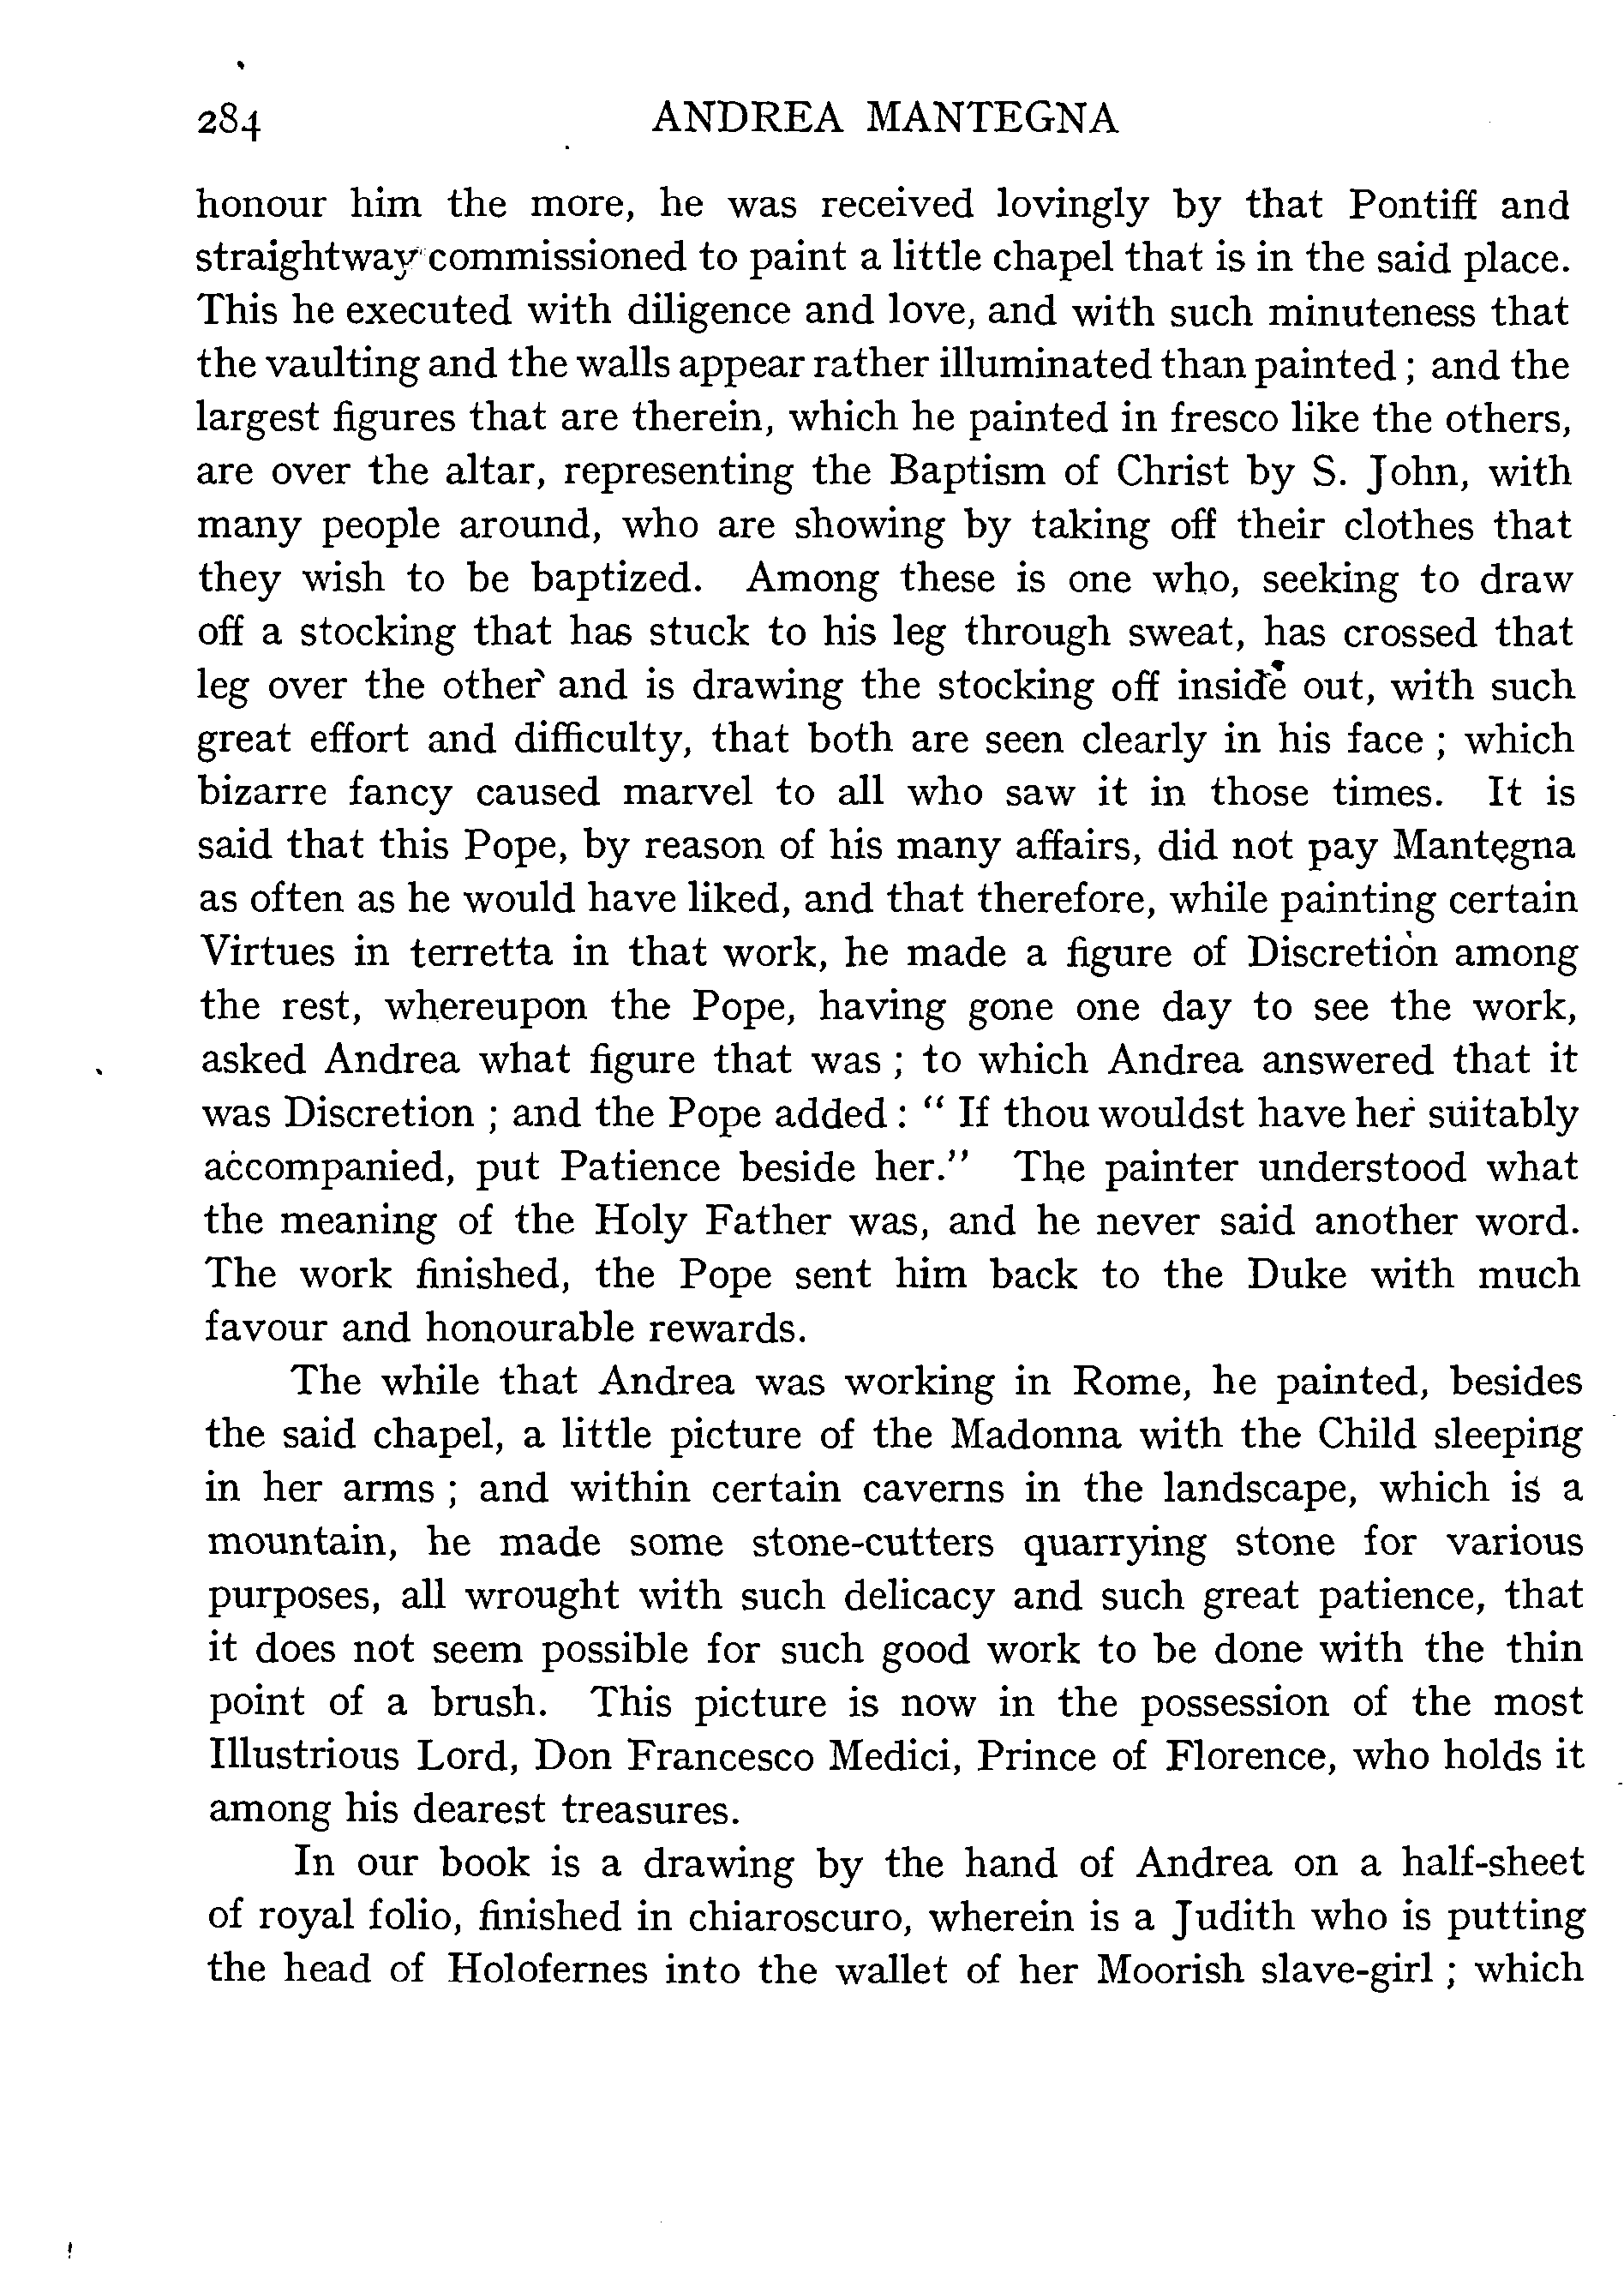 284 ANDREA MANTEGNA
honour him the more, he was received lovingly by that Pontiff and
straightway commissioned to paint a little chapel that is in the said place.
This he executed with diligence and love, and with such minuteness that
the vaulting and the walls appear rather illuminated than painted ; and the
largest figures that are therein, which he painted in fresco like the others,
are over the altar, representing the Baptism of Christ by S. John, with
many people around, who are showing by taking off their clothes that
they wish to be baptized. Among these is one who, seeking to draw
off a stocking that has stuck to his leg through sweat, has crossed that
leg over the other and is drawing the stocking off inside out, with such
great effort and difficulty, that both are seen clearly in his face ; which
bizarre fancy caused marvel to all who saw it in those times. It is
said that this Pope, by reason of his many affairs, did not pay Mantegna
as often as he would have liked, and that therefore, while painting certain
Virtues in terretta in that work, he made a figure of Discretion among
the rest, whereupon the Pope, having gone one day to see the work,
asked Andrea what figure that was ; to which Andrea answered that it
was Discretion ; and the Pope added : “ If thou wouldst have her suitably
accompanied, put Patience beside her.” The painter understood what
the meaning of the Holy Father was, and he never said another word.
The work finished, the Pope sent him back to the Duke with much
favour and honourable rewards.
The while that Andrea was working in Rome, he painted, besides
the said chapel, a little picture of the Madonna with the Child sleeping
in her arms ; and within certain caverns in the landscape, which is a
mountain, he made some stone-cutters quarrying stone for various
purposes, all wrought with such delicacy and such great patience, that
it does not seem possible for such good work to be done with the thin
point of a brush. This picture is now in the possession of the most
Illustrious Lord, Don Francesco Medici, Prince of Florence, who holds it
among his dearest treasures.
In our book is a drawing by the hand of Andrea on a half-sheet
of royal folio, finished in chiaroscuro, wherein is a Judith who is putting
the head of Holofernes into the wallet of her Moorish slave-girl ; which